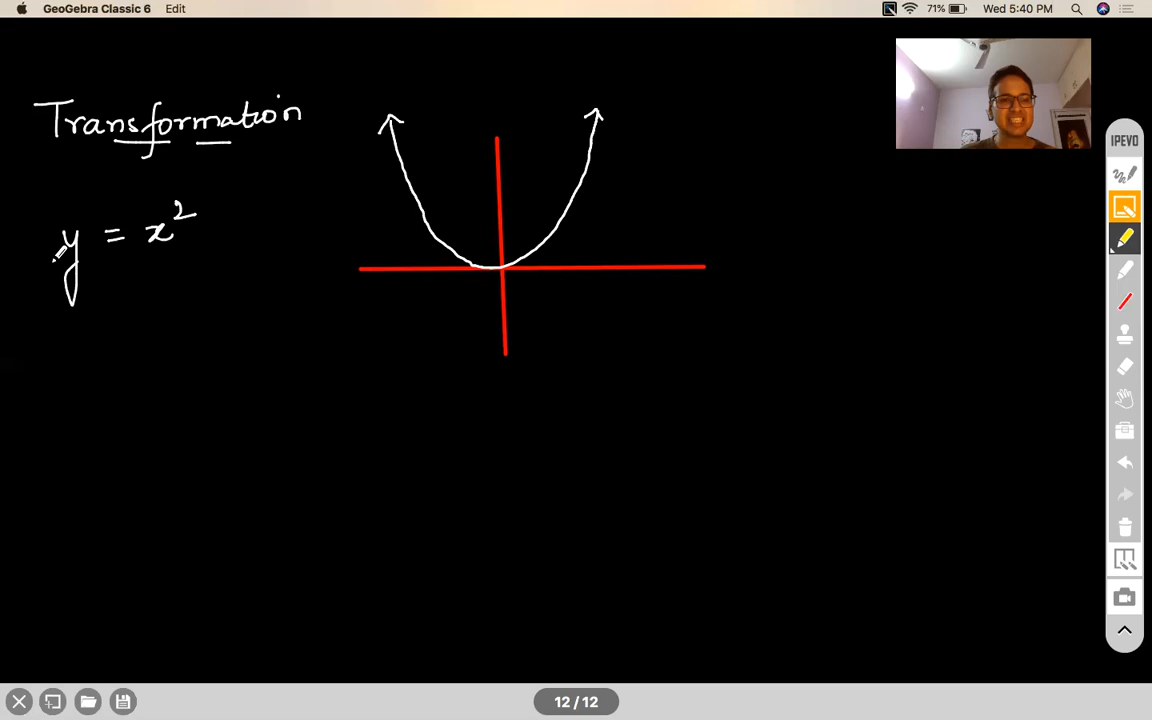 GeoGebra Classic 6 Edit 71% Wed 5:40 PM
Transformation
y = x²
IPEVO
12/12